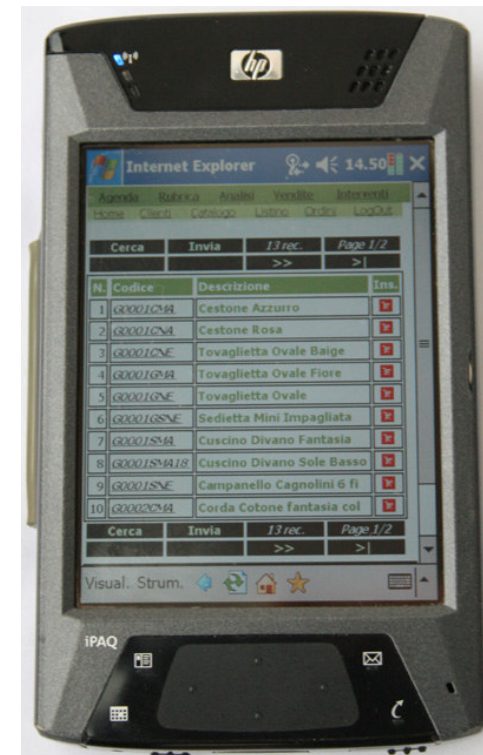 hp
Internet Explorer 14.50
Agenda Rubrica Analisi Vendite Interventi
Home Clienti Catalogo Listino Ordini LogOut
Cerca Invia 13 rec. Page 1/2
>> >|
N. Codice Descrizione Ins.
1 G0001CMA Cestone Azzurro
2 G0001CNA Cestone Rosa
3 G0001CNE Tovaglietta Ovale Baige
4 G0001GMA Tovaglietta Ovale Fiore
5 G0001GNE Tovaglietta Ovale
6 G0001GSNE Sedietta Mini Impagliata
7 G0001SMA Cuscino Divano Fantasia
8 G0001SMA18 Cuscino Divano Sole Basso
9 G0001SNE Campanello Cagnolini 6 fi
10 G0002CMA Corda Cotone fantasia col
Cerca Invia 13 rec. Page 1/2
>> >|
Visual. Strum.
iPAQ